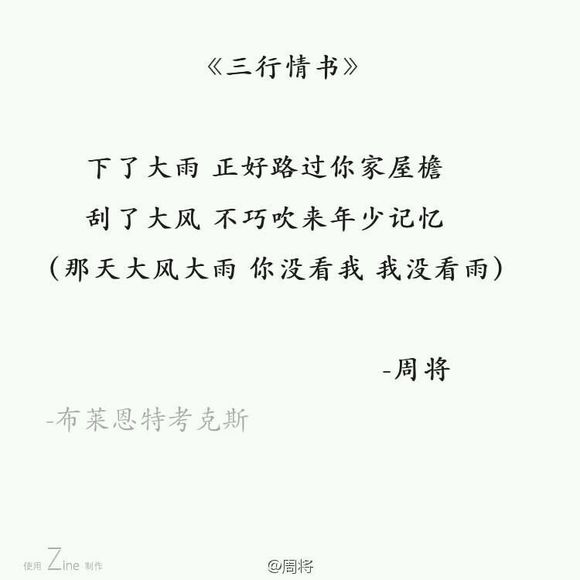 《三行情书》
下了大雨 正好路过你家屋檐
刮了大风 不巧吹来年少记忆
（那天大风大雨 你没看我 我没看雨）
-周将
-布莱恩特考克斯
使用 Zine 制作
@周将